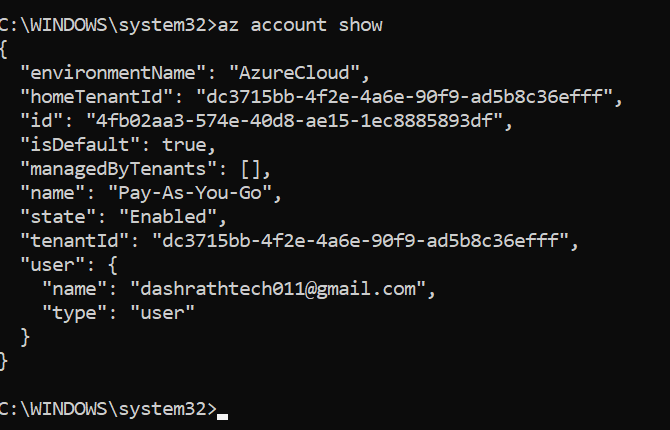 C:\WINDOWS\system32>az account show
{
  "environmentName": "AzureCloud",
  "homeTenantId": "dc3715bb-4f2e-4a6e-90f9-ad5b8c36efff",
  "id": "4fb02aa3-574e-40d8-ae15-1ec8885893df",
  "isDefault": true,
  "managedByTenants": [],
  "name": "Pay-As-You-Go",
  "state": "Enabled",
  "tenantId": "dc3715bb-4f2e-4a6e-90f9-ad5b8c36efff",
  "user": {
    "name": "dashrathtech011@gmail.com",
    "type": "user"
  }
}
C:\WINDOWS\system32>